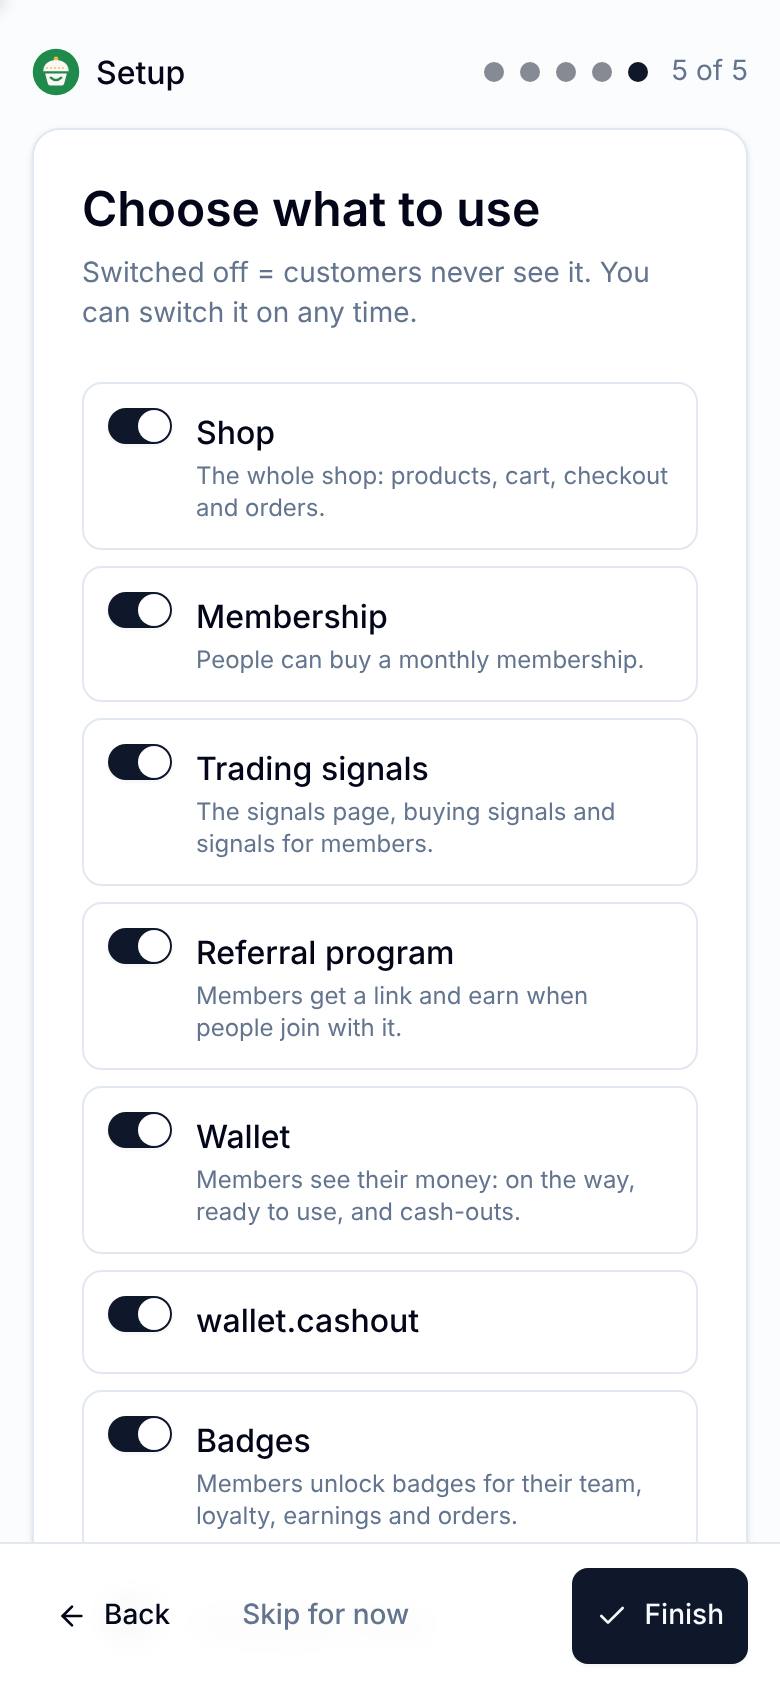 Setup
5 of 5
Choose what to use
Switched off = customers never see it. You
can switch it on any time.
Shop
The whole shop: products, cart, checkout
and orders.
Membership
People can buy a monthly membership.
Trading signals
The signals page, buying signals and
signals for members.
Referral program
Members get a link and earn when
people join with it.
Wallet
Members see their money: on the way,
ready to use, and cash-outs.
wallet.cashout
Badges
Members unlock badges for their team,
loyalty, earnings and orders.
Back
Skip for now
Finish